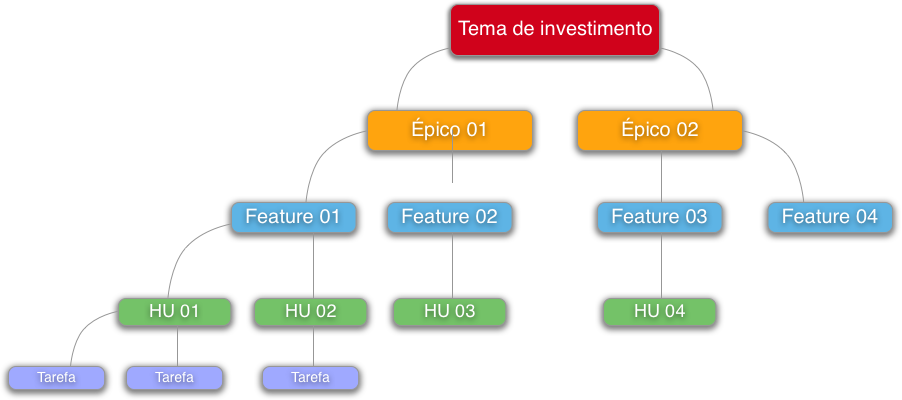 Tema de investimento
Épico 01
Épico 02
Feature 01
Feature 02
Feature 03
Feature 04
HU 01
HU 02
HU 03
HU 04
Tarefa
Tarefa
Tarefa